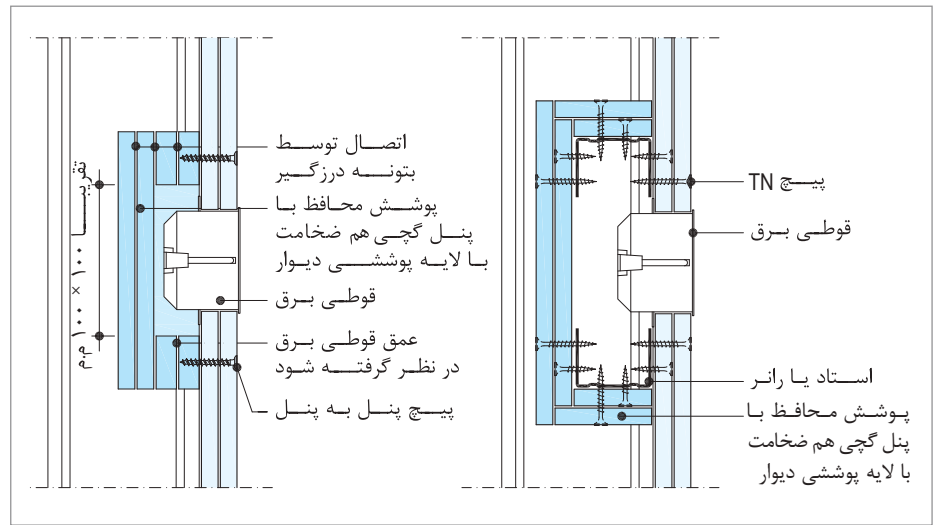 اتصال توسط
بتونه درزگیر
پوشش محافظ با
پنل گچی هم ضخامت
با لایه پوششی دیوار
قوطی برق
عمق قوطی برق
در نظر گرفته شود
پیچ پنل به پنل
تقریبا ۱۰۰ × ۱۰۰ م.م
پیچ TN
قوطی برق
استاد یا رانر
پوشش محافظ با
پنل گچی هم ضخامت
با لایه پوششی دیوار